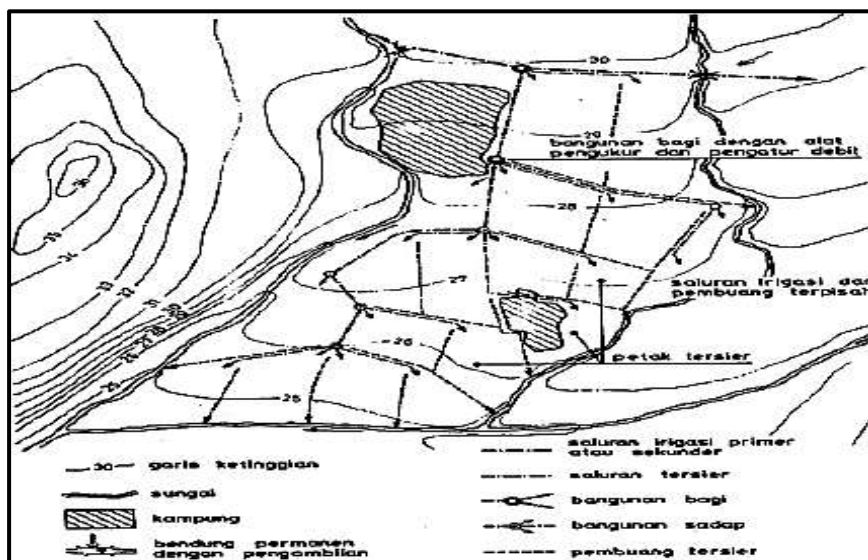 30
29
bangunan bagi dengan alat
pengukur dan pengatur debit
28
27
saluran irigasi dan
pembuang terpisah
26
petak tersier
25
30 garis ketinggian
sungai
kampung
bendung permanen
dengan pengambilan
saluran irigasi primer
atau sekunder
saluran tersier
bangunan bagi
bangunan sadap
pembuang tersier